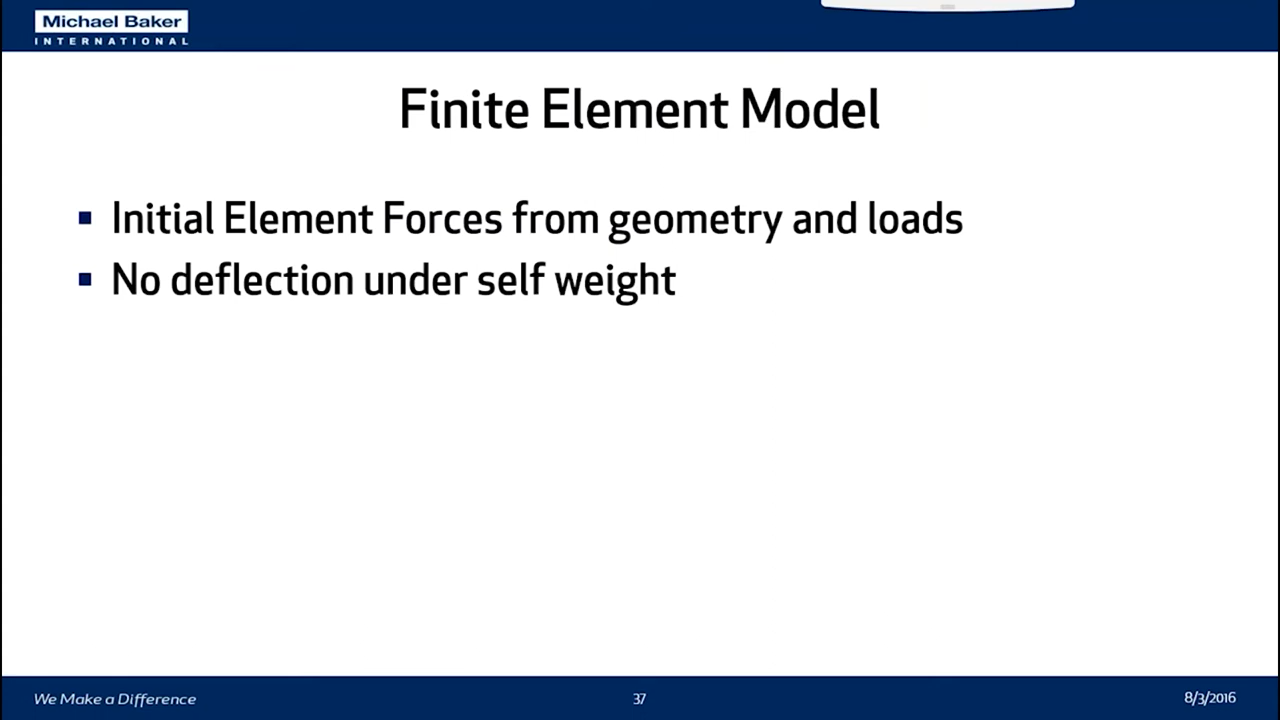 Michael Baker
INTERNATIONAL
Finite Element Model
Initial Element Forces from geometry and loads
No deflection under self weight
We Make a Difference
37
8/3/2016